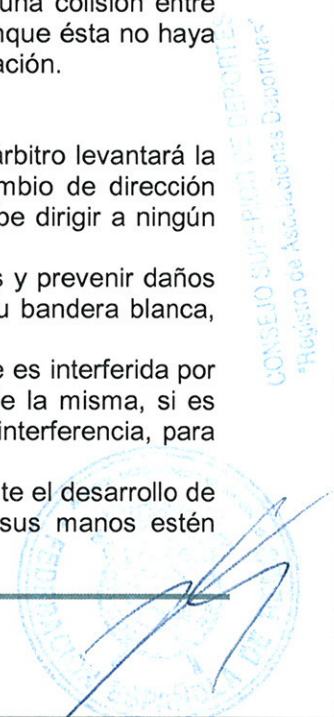 una colisión entre
nque ésta no haya
ación.
arbitro levantará la
mbio de dirección
be dirigir a ningún
s y prevenir daños
u bandera blanca,
e es interferida por
e la misma, si es
interferencia, para
te el desarrollo de
sus manos estén
CONSEJO SUPERIOR DE DEPORTES
"Registro de Asociaciones Deportivas"